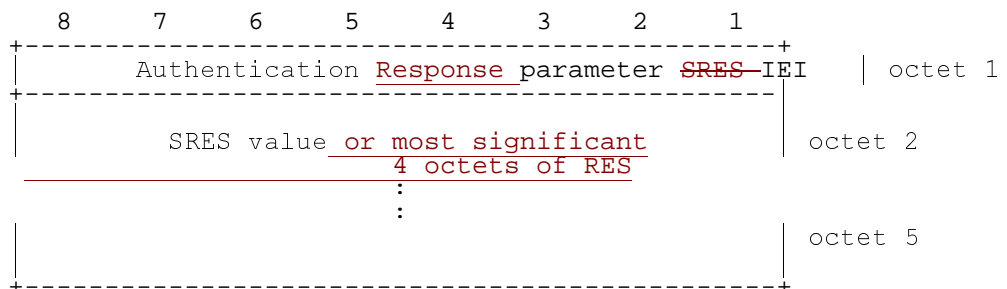 8 7 6 5 4 3 2 1
+-----------------------------------------------+
| Authentication Response parameter SRES IEI | octet 1
+-----------------------------------------------
| SRES value or most significant | octet 2
4 octets of RES
:
:
| | octet 5
+-----------------------------------------------+